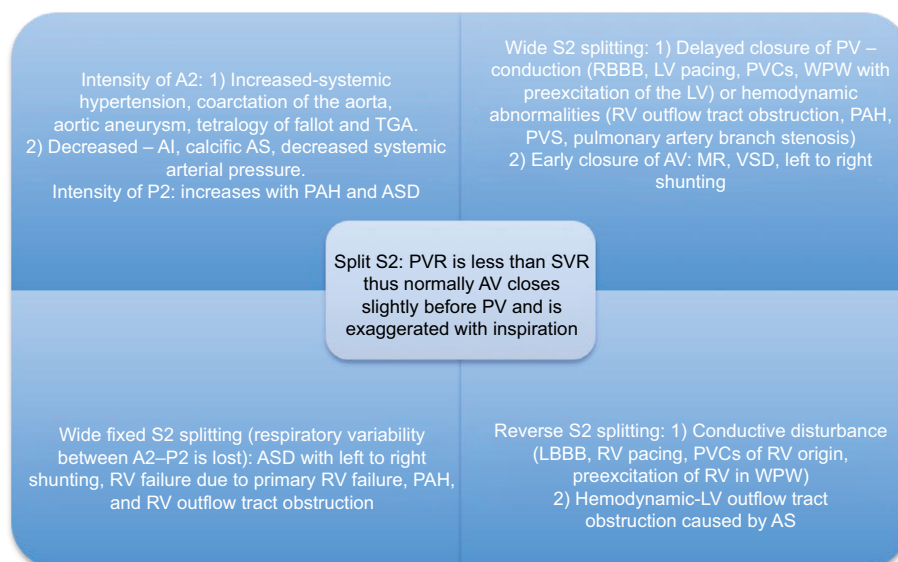 Intensity of A2: 1) Increased-systemic
hypertension, coarctation of the aorta,
aortic aneurysm, tetralogy of fallot and TGA.
2) Decreased – AI, calcific AS, decreased systemic
arterial pressure.
Intensity of P2: increases with PAH and ASD
Wide S2 splitting: 1) Delayed closure of PV –
conduction (RBBB, LV pacing, PVCs, WPW with
preexcitation of the LV) or hemodynamic
abnormalities (RV outflow tract obstruction, PAH,
PVS, pulmonary artery branch stenosis)
2) Early closure of AV: MR, VSD, left to right
shunting
Split S2: PVR is less than SVR
thus normally AV closes
slightly before PV and is
exaggerated with inspiration
Wide fixed S2 splitting (respiratory variability
between A2–P2 is lost): ASD with left to right
shunting, RV failure due to primary RV failure, PAH,
and RV outflow tract obstruction
Reverse S2 splitting: 1) Conductive disturbance
(LBBB, RV pacing, PVCs of RV origin,
preexcitation of RV in WPW)
2) Hemodynamic-LV outflow tract
obstruction caused by AS